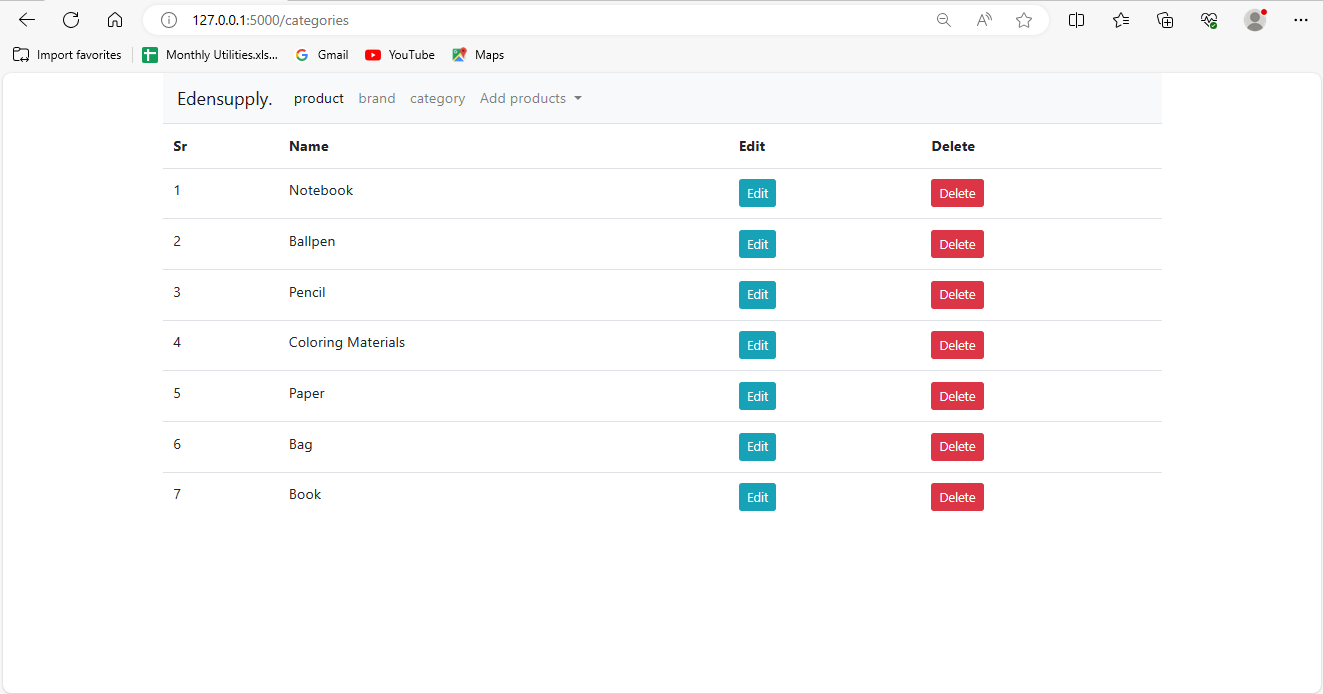 127.0.0.1:5000/categories
Import favorites Monthly Utilities.xls... Gmail YouTube Maps
Edensupply. product brand category Add products
Sr Name Edit Delete
1 Notebook Edit Delete
2 Ballpen Edit Delete
3 Pencil Edit Delete
4 Coloring Materials Edit Delete
5 Paper Edit Delete
6 Bag Edit Delete
7 Book Edit Delete